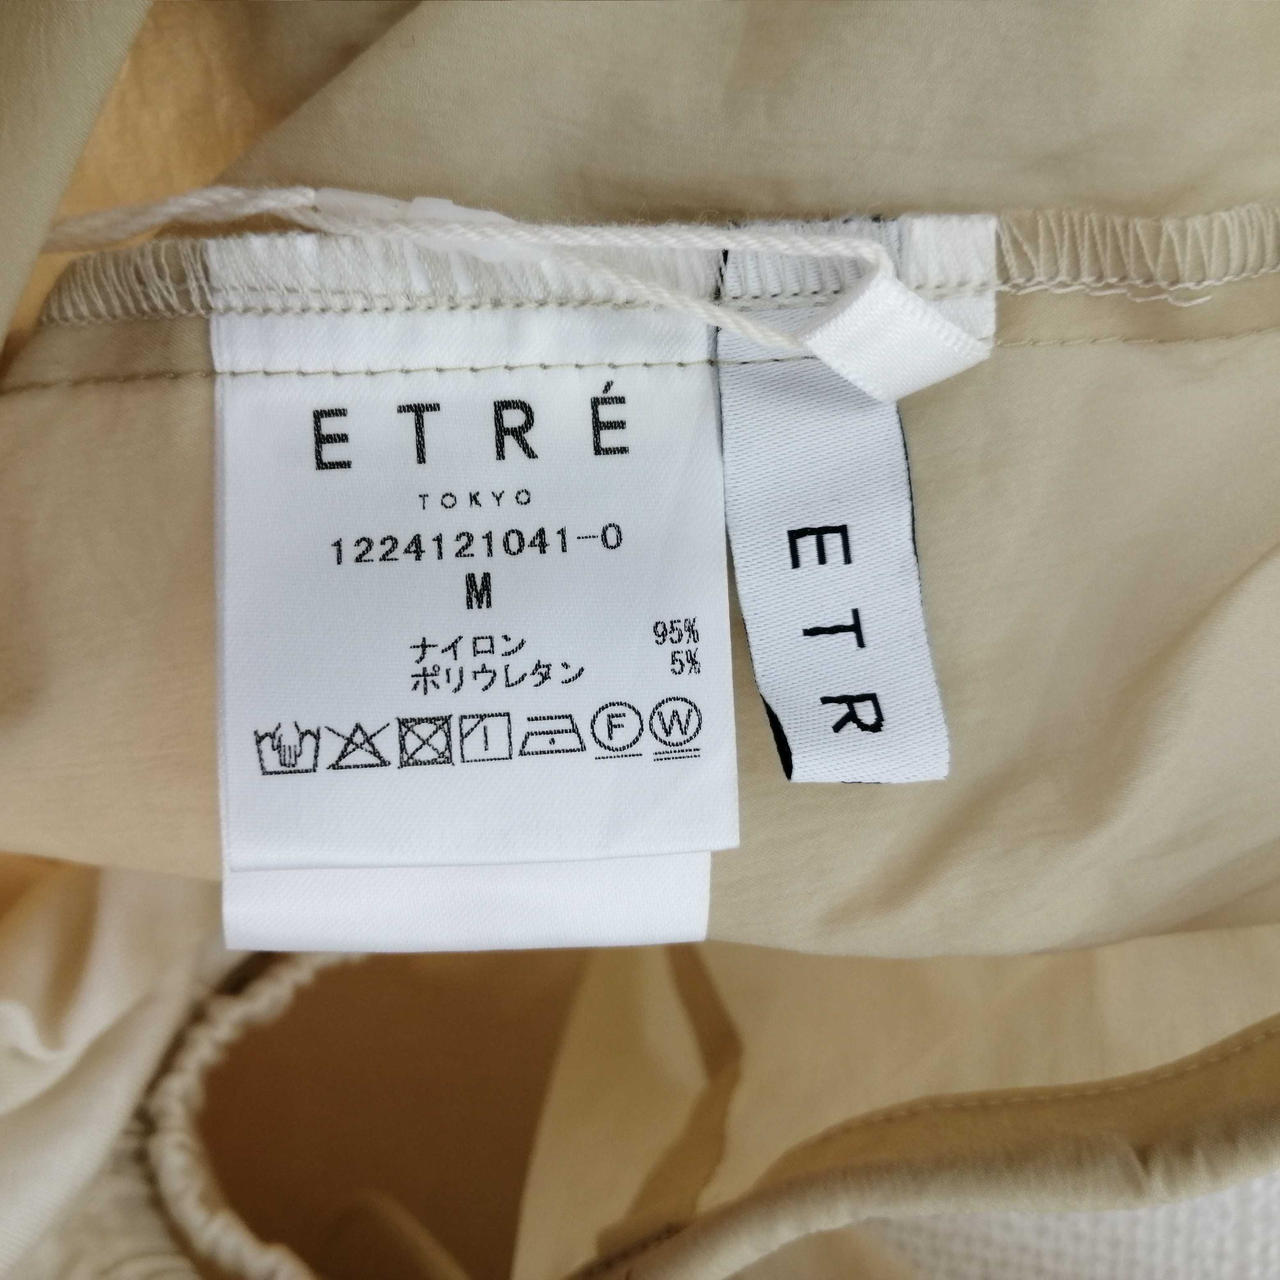 ETRÉ
TOKYO
1224121041-0
M
ナイロン 95%
ポリウレタン 5%
F W
ETR